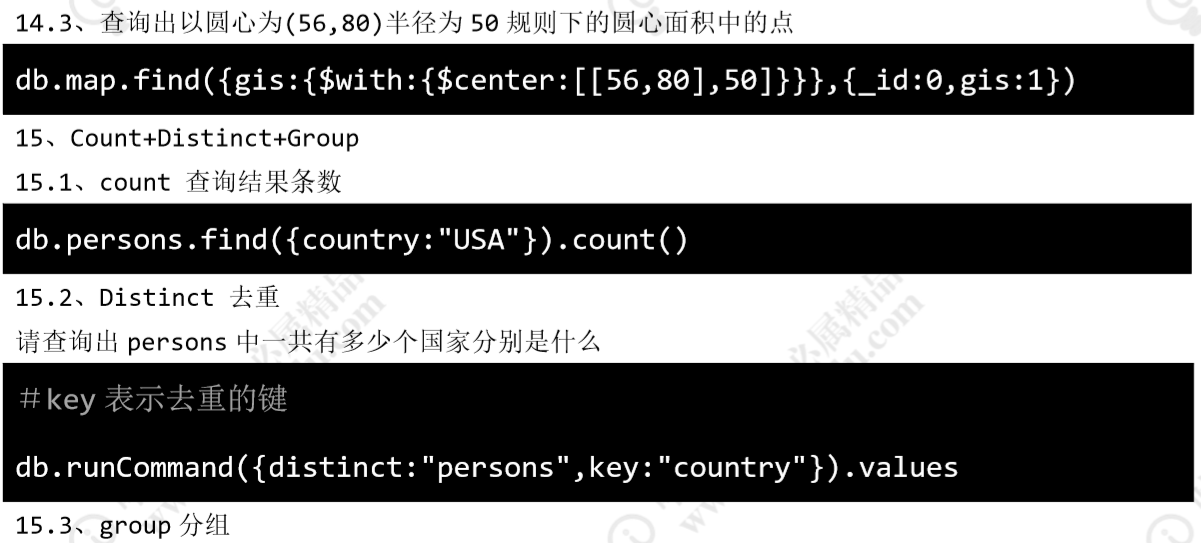 14.3、查询出以圆心为(56,80)半径为50规则下的圆心面积中的点
db.map.find({gis:{$with:{$center:[[56,80],50]}}},{_id:0,gis:1})
15、Count+Distinct+Group
15.1、count 查询结果条数
db.persons.find({country:"USA"}).count()
15.2、Distinct 去重
请查询出 persons 中一共有多少个国家分别是什么
＃key 表示去重的键
db.runCommand({distinct:"persons",key:"country"}).values
15.3、group 分组